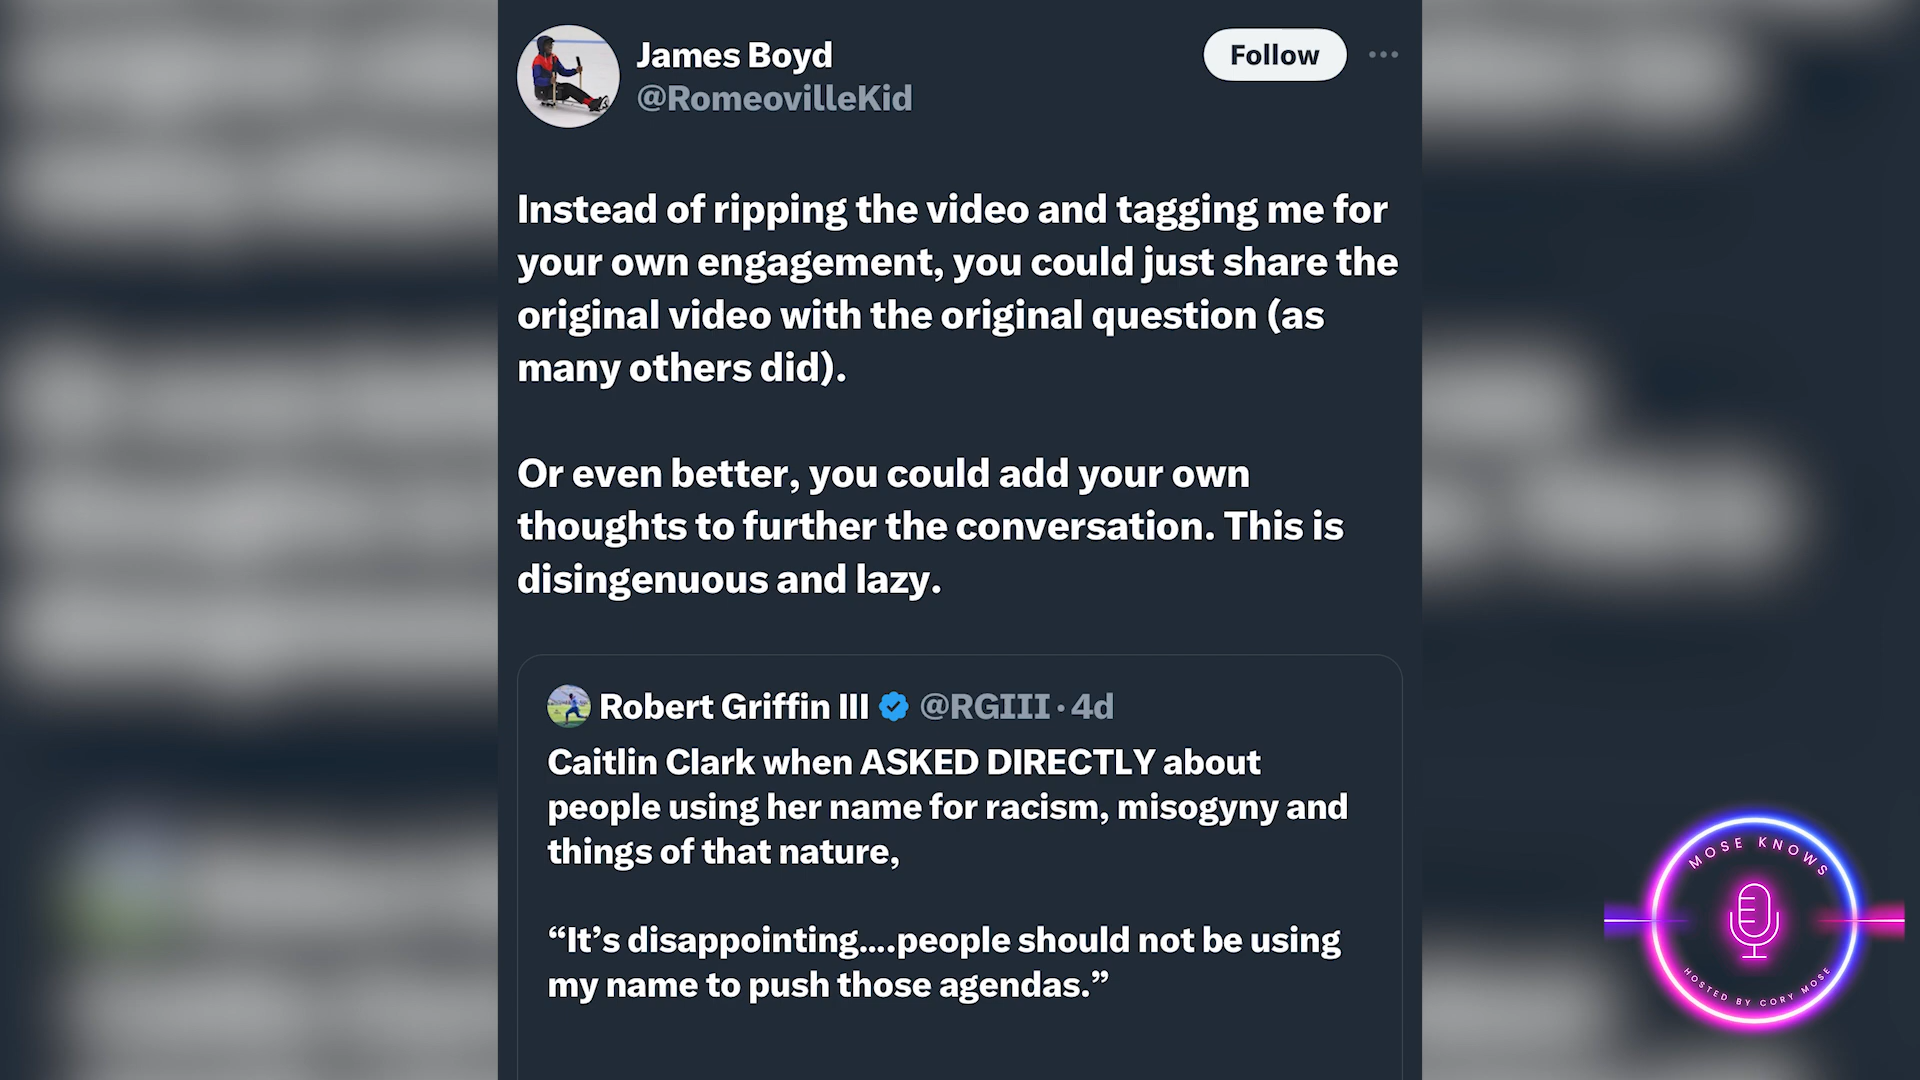 James Boyd
@RomeovilleKid
Follow
Instead of ripping the video and tagging me for
your own engagement, you could just share the
original video with the original question (as
many others did).
Or even better, you could add your own
thoughts to further the conversation. This is
disingenuous and lazy.
Robert Griffin III @RGIII · 4d
Caitlin Clark when ASKED DIRECTLY about
people using her name for racism, misogyny and
things of that nature,
“It’s disappointing....people should not be using
my name to push those agendas.”
MOSE KNOWS
HOSTED BY CORY MOSE